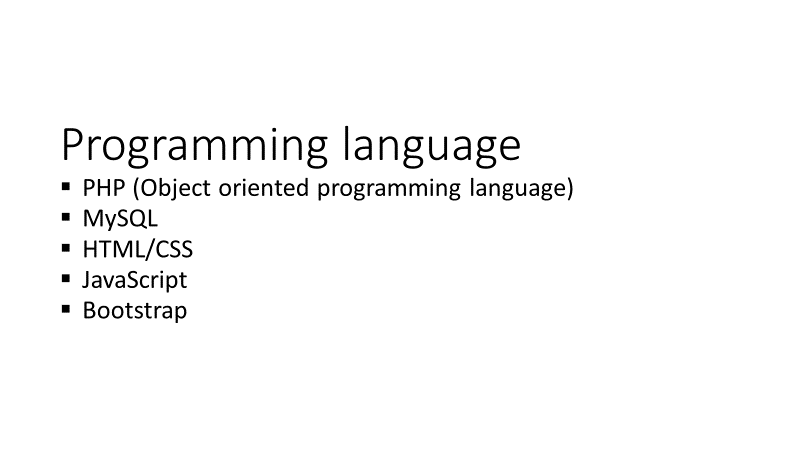 Programming language
▪ PHP (Object oriented programming language)
▪ MySQL
▪ HTML/CSS
▪ JavaScript
▪ Bootstrap